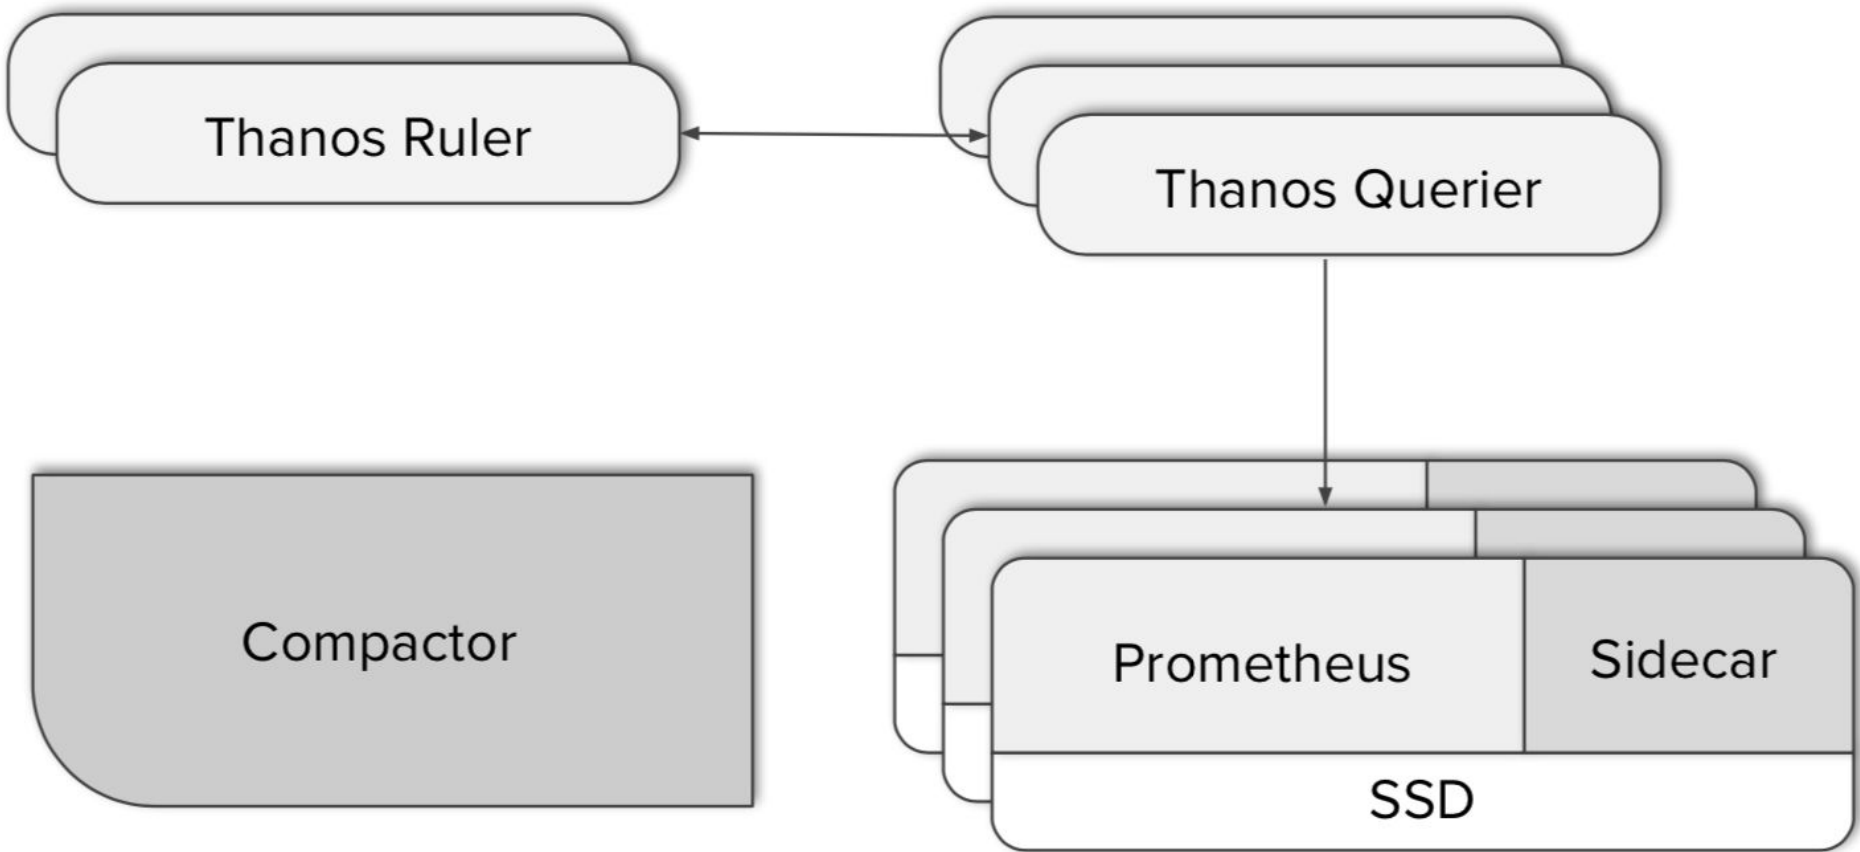 Thanos Ruler
Thanos Querier
Compactor
Prometheus
Sidecar
SSD